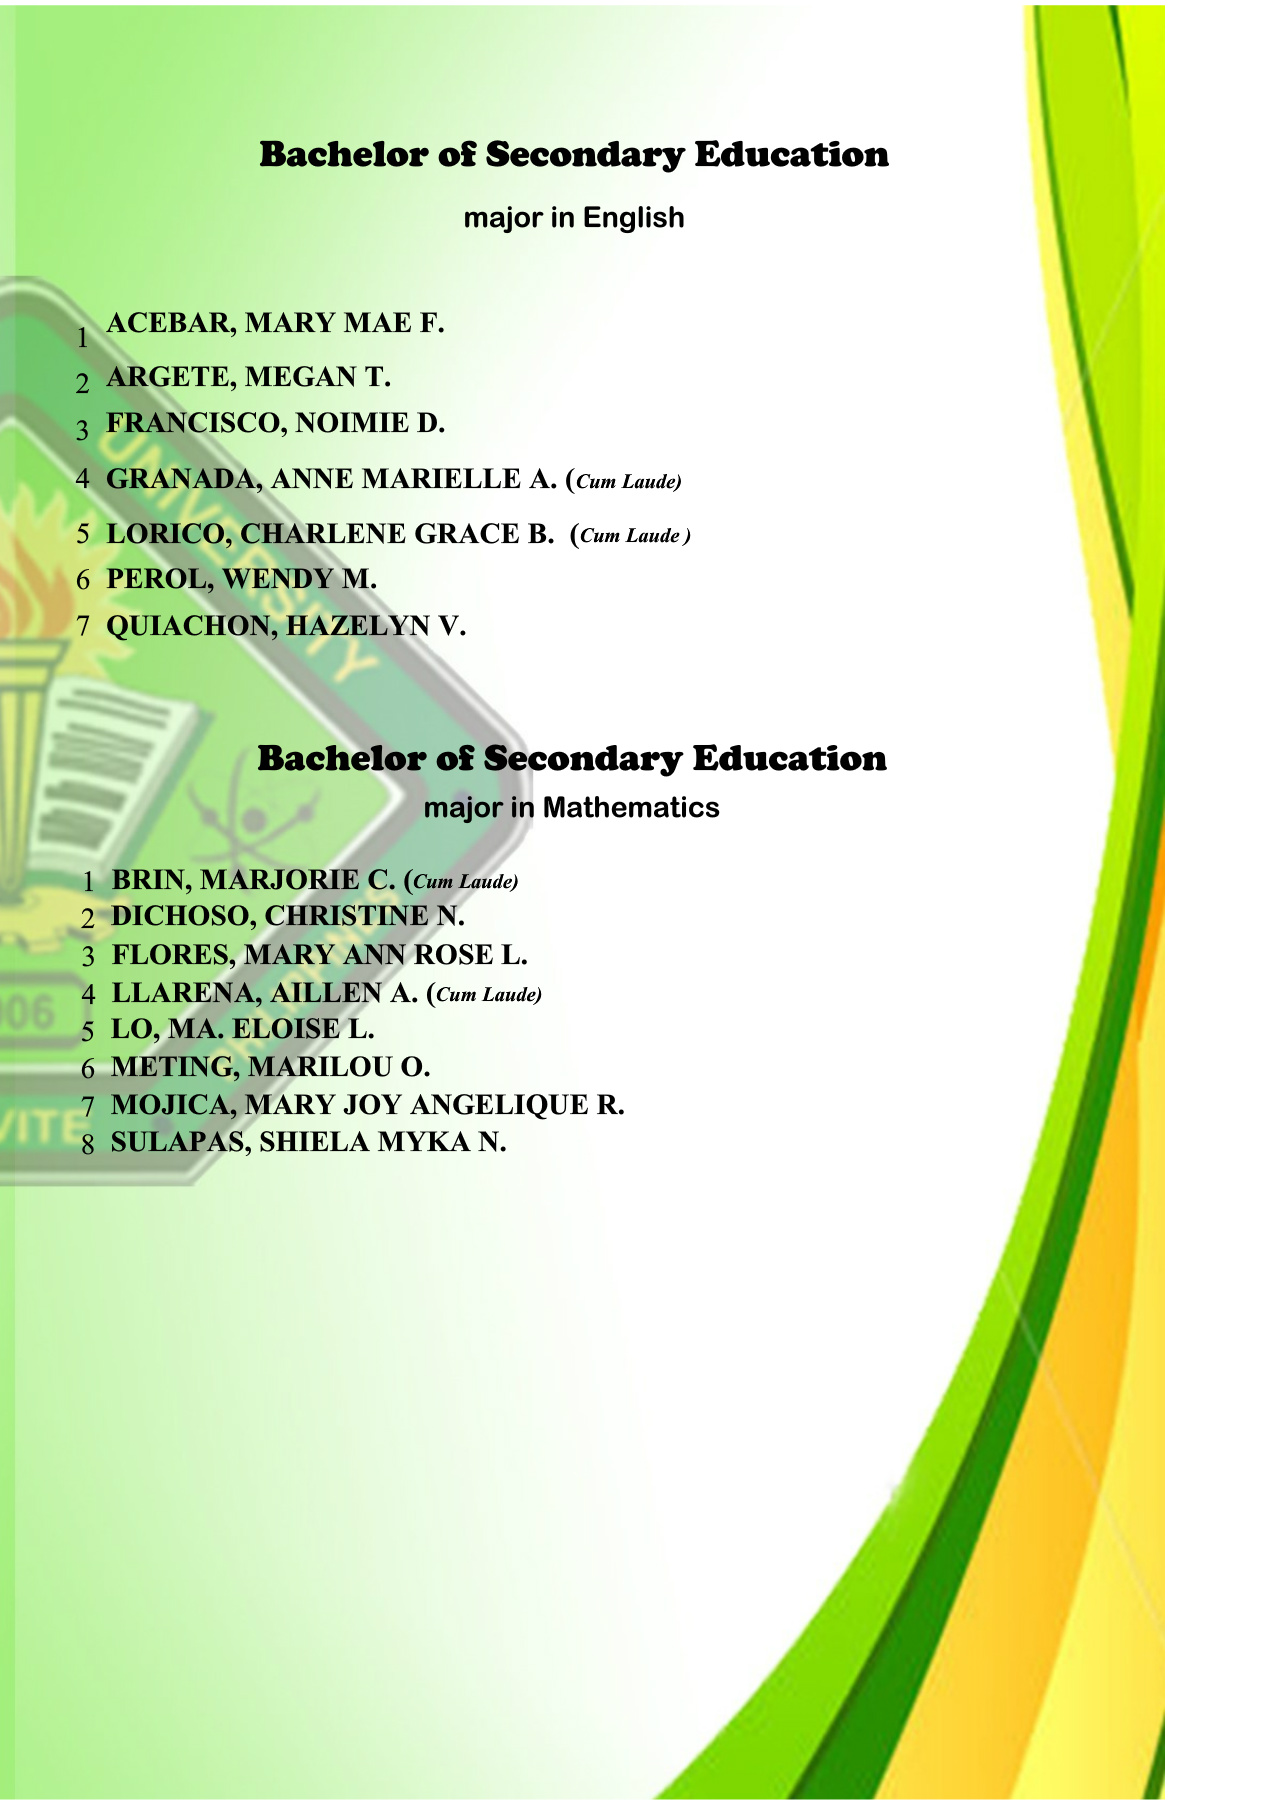 Bachelor of Secondary Education
major in English
1 ACEBAR, MARY MAE F.
2 ARGETE, MEGAN T.
3 FRANCISCO, NOIMIE D.
4 GRANADA, ANNE MARIELLE A. (Cum Laude)
5 LORICO, CHARLENE GRACE B. (Cum Laude )
6 PEROL, WENDY M.
7 QUIACHON, HAZELYN V.
UNIVERSITY
Bachelor of Secondary Education
major in Mathematics
1 BRIN, MARJORIE C. (Cum Laude)
2 DICHOSO, CHRISTINE N.
3 FLORES, MARY ANN ROSE L.
4 LLARENA, AILLEN A. (Cum Laude)
5 LO, MA. ELOISE L.
6 METING, MARILOU O.
7 MOJICA, MARY JOY ANGELIQUE R.
8 SULAPAS, SHIELA MYKA N.
PHILIPPINES
006
VITE